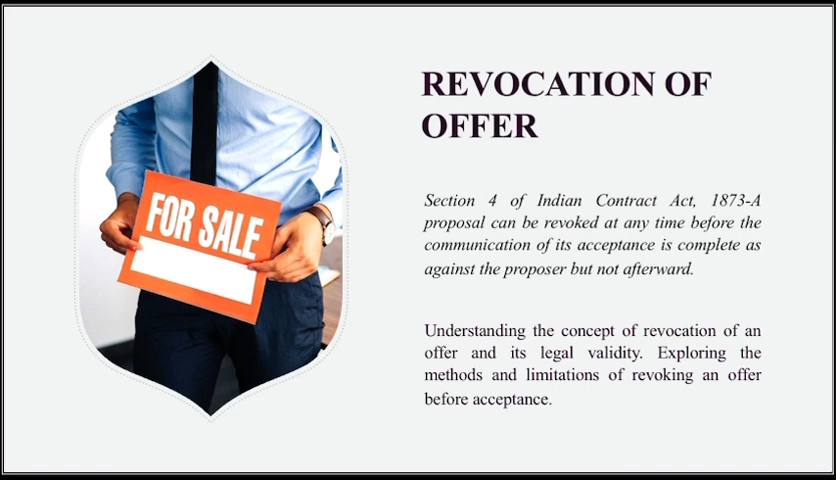 FOR SALE
REVOCATION OF
OFFER
Section 4 of Indian Contract Act, 1873-A
proposal can be revoked at any time before the
communication of its acceptance is complete as
against the proposer but not afterward.
Understanding the concept of revocation of an
offer and its legal validity. Exploring the
methods and limitations of revoking an offer
before acceptance.